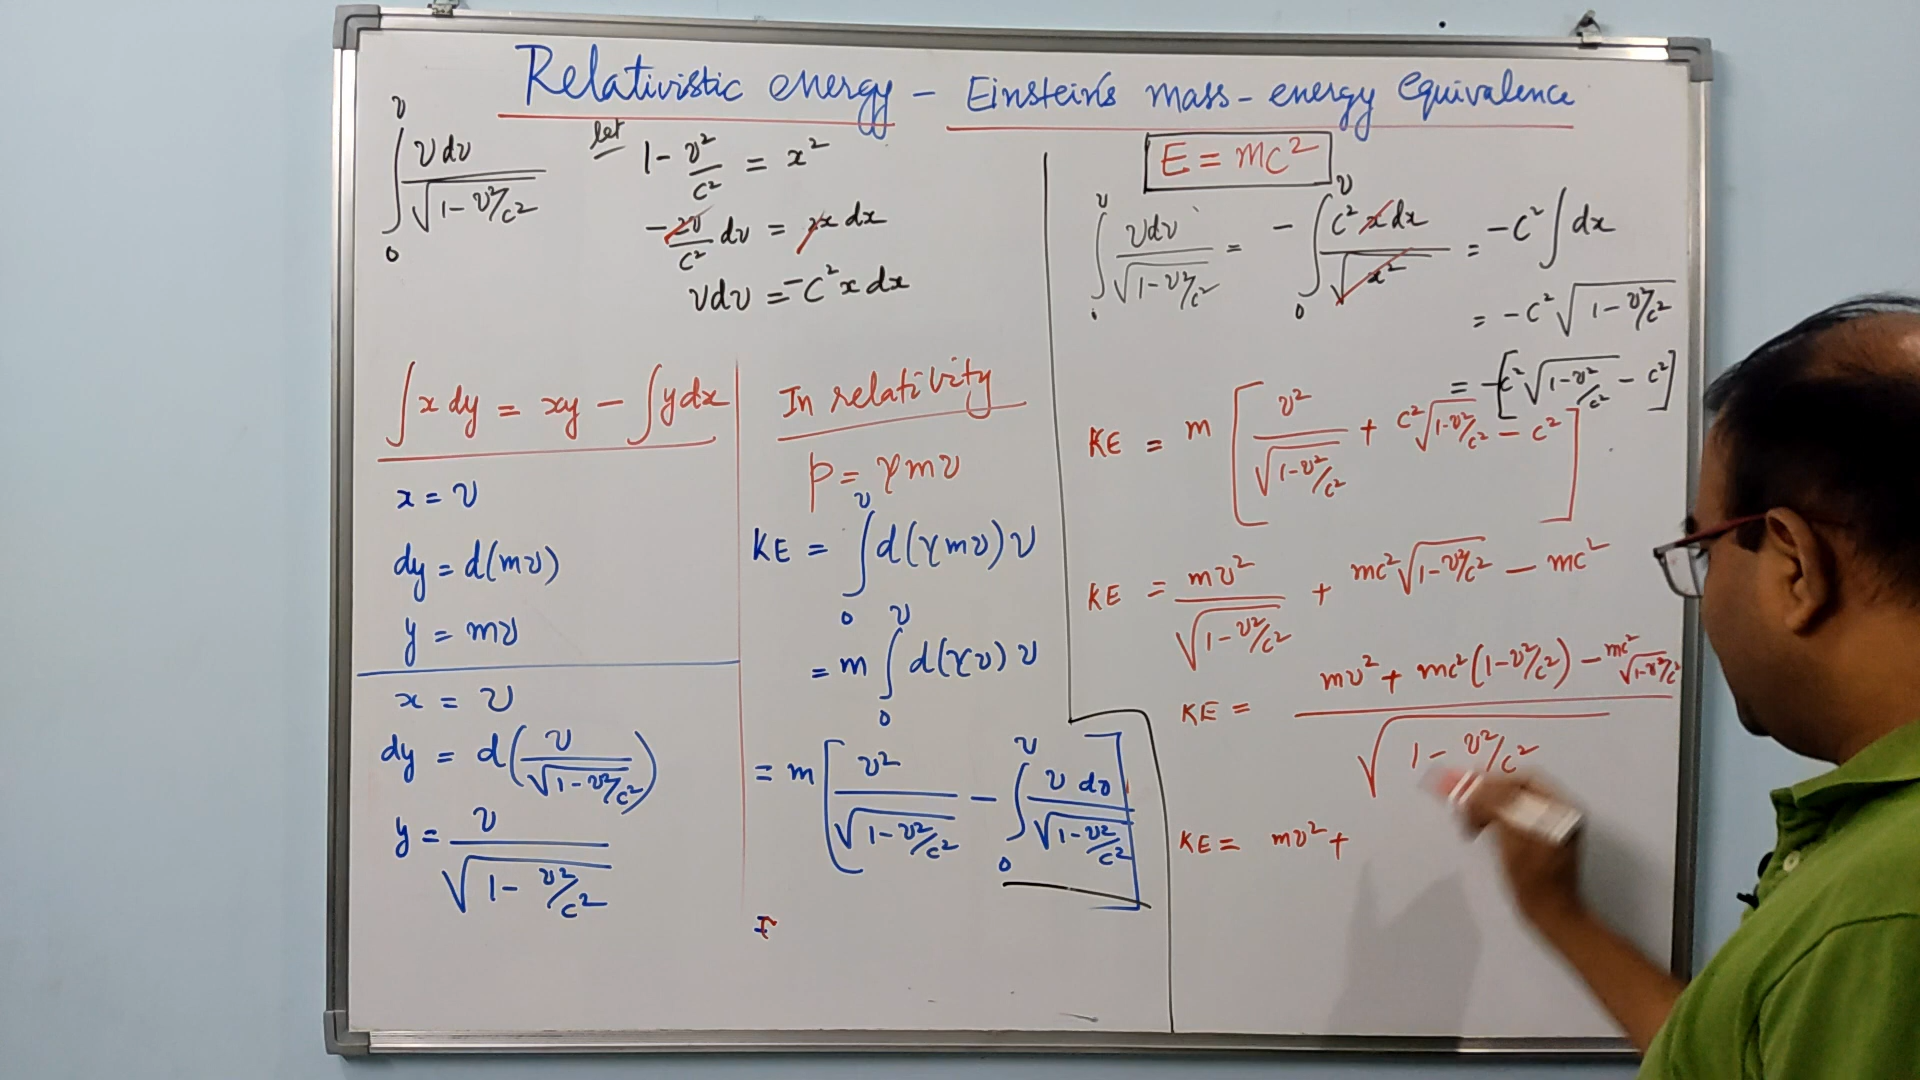 Relativistic energy – Einstein's mass-energy equivalence
∫₀^v v dv / √(1 - v²/c²)
let 1 - v²/c² = x²
-2v/c² dv = 2x dx
v dv = -c² x dx
E = mc²
∫₀^v v dv / √(1 - v²/c²) = - ∫₀^v c² x dx / √x² = -c² ∫ dx
= -c² √(1 - v²/c²)
= -[c² √(1 - v²/c²) - c²]
∫ x dy = xy - ∫ y dx
x = v
dy = d(mv)
y = mv
x = v
dy = d(v / √(1 - v²/c²))
y = v / √(1 - v²/c²)
In relativity
p = γmv
KE = ∫₀^v d(γmv) v
= m ∫₀^v d(γv) v
= m [v² / √(1 - v²/c²) - ∫₀^v v dv / √(1 - v²/c²)]
KE = m [v² / √(1 - v²/c²) + c² √(1 - v²/c²) - c²]
KE = mv² / √(1 - v²/c²) + mc² √(1 - v²/c²) - mc²
KE = mv² + mc² (1 - v²/c²) - mc² √(1 - v²/c²) / √(1 - v²/c²)
KE = mv² +